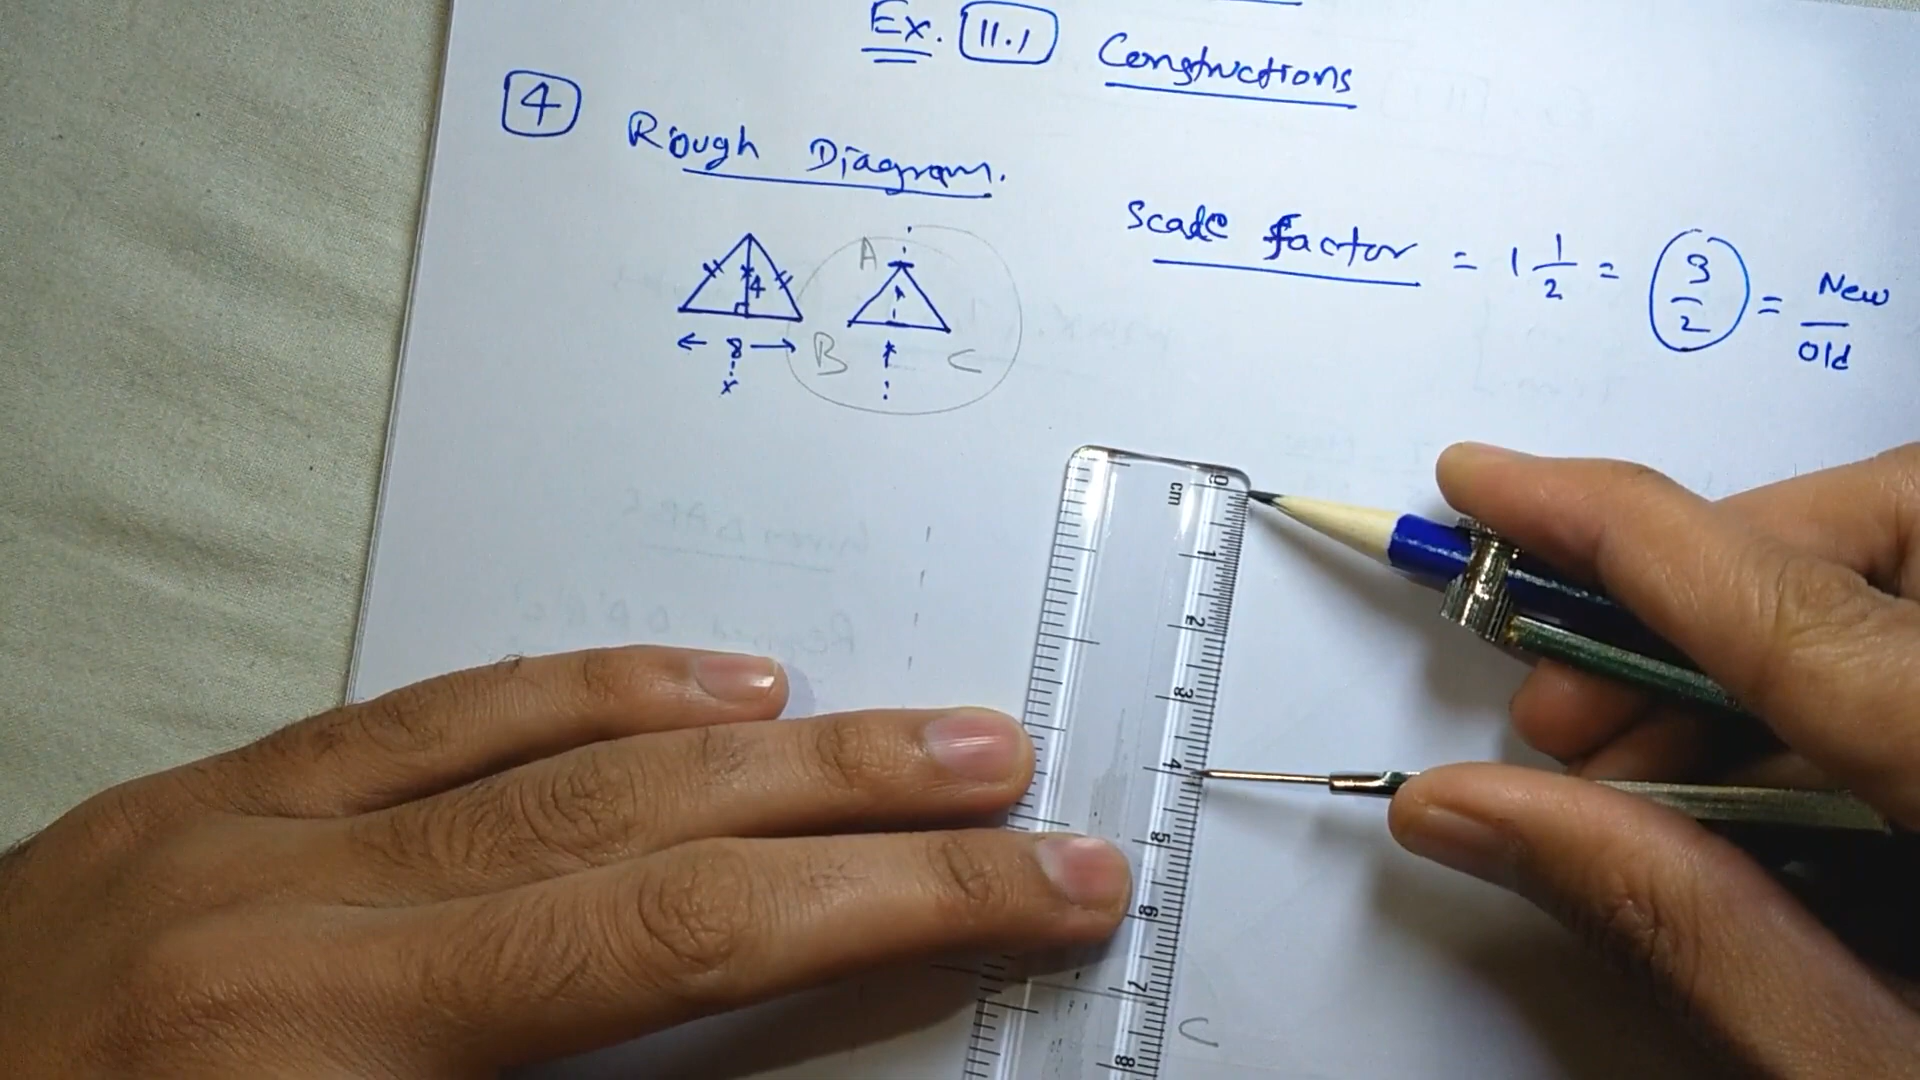 Ex. 11.1 Constructions
4 Rough Diagram.
Scale factor = 1 1/2 = 3/2 = New/Old
4
← 8 →
x
A
B C
0
cm
1
2
3
4
5
6
7
8
C